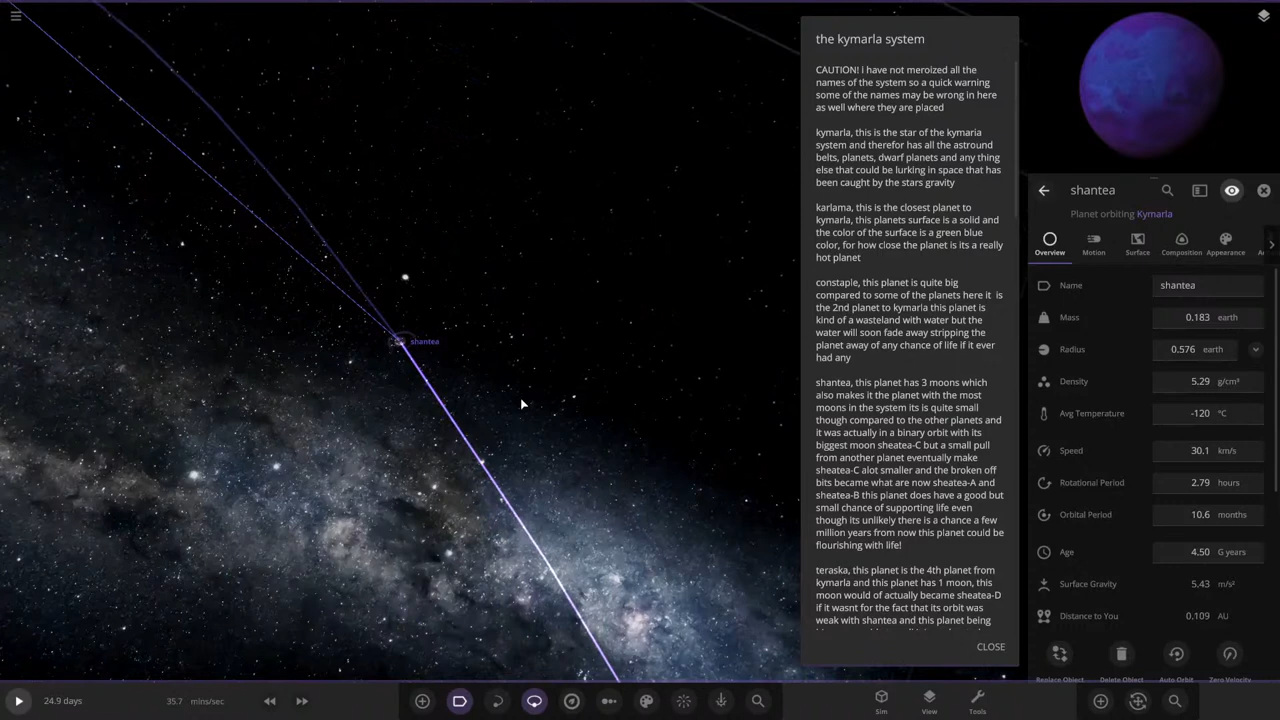 the kymarla system
CAUTION! i have not meroized all the
names of the system so a quick warning
some of the names may be wrong in here
as well where they are placed
kymarla, this is the star of the kymaria
system and therefor has all the astround
belts, planets, dwarf planets and any thing
else that could be lurking in space that has
been caught by the stars gravity
karlama, this is the closest planet to
kymarla, this planets surface is a solid and
the color of the surface is a green blue
color, for how close the planet is its a really
hot planet
constaple, this planet is quite big
compared to some of the planets here it is
the 2nd planet to kymarla this planet is
kind of a wasteland with water but the
water will soon fade away stripping the
planet away of any chance of life if it ever
had any
shantea, this planet has 3 moons which
also makes it the planet with the most
moons in the system its is quite small
though compared to the other planets and
it was actually in a binary orbit with its
biggest moon sheatea-C but a small pull
from another planet eventually make
sheatea-C alot smaller and the broken off
bits became what are now sheatea-A and
sheatea-B this planet does have a good but
small chance of supporting life even
though its unlikely there is a chance a few
million years from now this planet could be
flourishing with life!
teraska, this planet is the 4th planet from
kymarla and this planet has 1 moon, this
moon would of actually became sheatea-D
if it wasnt for the fact that its orbit was
weak with shantea and this planet being
CLOSE
shantea
shantea
Planet orbiting Kymarla
Overview
Motion
Surface
Composition
Appearance
Name
shantea
Mass
0.183 earth
Radius
0.576 earth
Density
5.29 g/cm³
Avg Temperature
-120 °C
Speed
30.1 km/s
Rotational Period
2.79 hours
Orbital Period
10.6 months
Age
4.50 G years
Surface Gravity
5.43 m/s²
Distance to You
0.109 AU
Replace Object
Delete Object
Auto Orbit
Zero Velocity
24.9 days
35.7 mins/sec
Sim
View
Tools